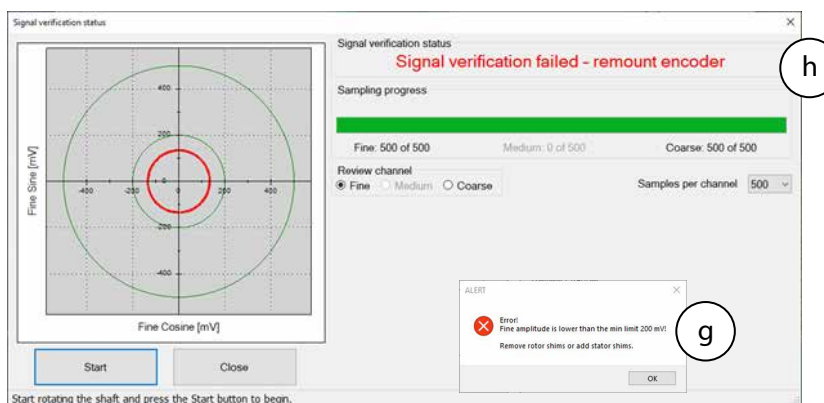 Signal verification status
Signal verification status
Signal verification failed - remount encoder
h
Sampling progress
Fine: 500 of 500 Medium: 0 of 500 Coarse: 500 of 500
Review channel
Fine Medium Coarse
Samples per channel 500
400
200
-400 -200 0 200 400
0
-200
-400
Fine Sine [mV]
Fine Cosine [mV]
ALERT
Error!
Fine amplitude is lower than the min limit 200 mV!
Remove rotor shims or add stator shims.
OK
g
Start Close
Start rotating the shaft and press the Start button to begin.